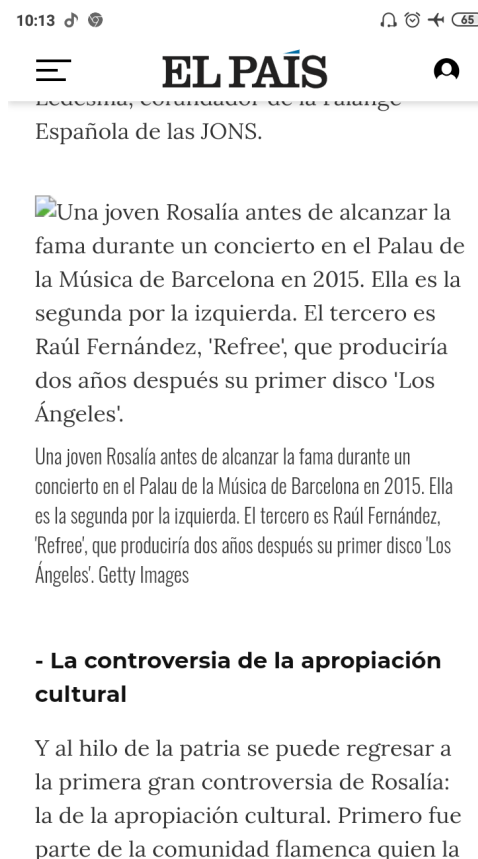 10:13
65
EL PAÍS
Ledesma, cofundador de la Falange
Española de las JONS.
Una joven Rosalía antes de alcanzar la
fama durante un concierto en el Palau de
la Música de Barcelona en 2015. Ella es la
segunda por la izquierda. El tercero es
Raúl Fernández, 'Refree', que produciría
dos años después su primer disco 'Los
Ángeles'.
Una joven Rosalía antes de alcanzar la fama durante un
concierto en el Palau de la Música de Barcelona en 2015. Ella
es la segunda por la izquierda. El tercero es Raúl Fernández,
'Refree', que produciría dos años después su primer disco 'Los
Ángeles'. Getty Images
- La controversia de la apropiación
cultural
Y al hilo de la patria se puede regresar a
la primera gran controversia de Rosalía:
la de la apropiación cultural. Primero fue
parte de la comunidad flamenca quien la